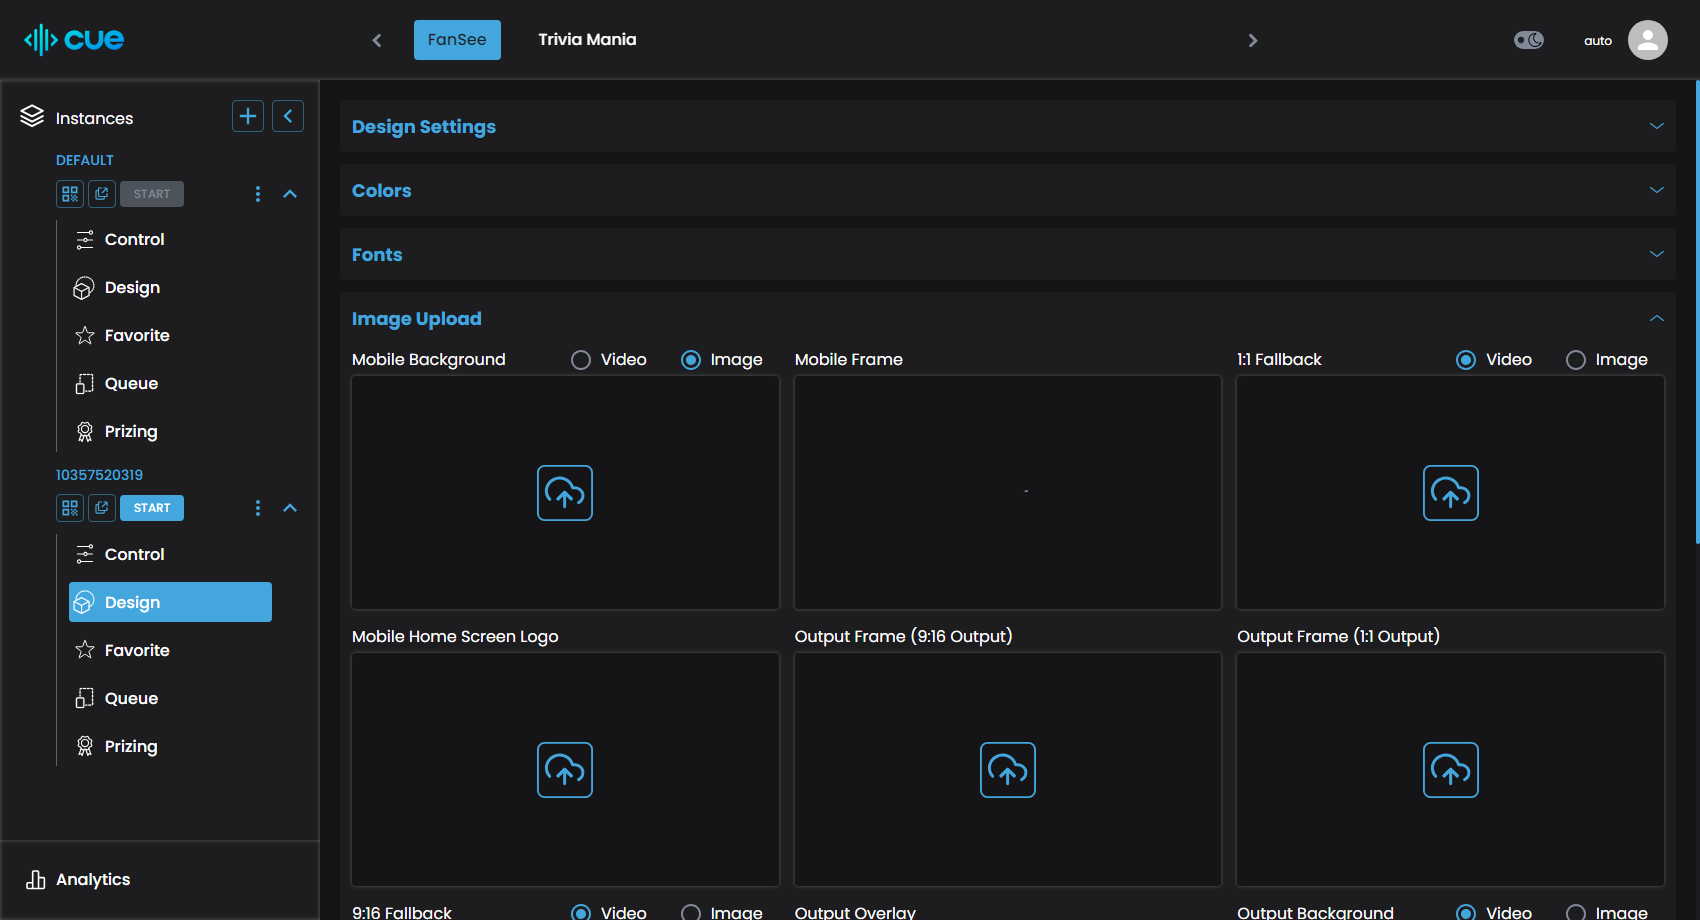 cue
FanSee
Trivia Mania
auto
Instances
DEFAULT
START
Control
Design
Favorite
Queue
Prizing
10357520319
START
Control
Design
Favorite
Queue
Prizing
Analytics
Design Settings
Colors
Fonts
Image Upload
Mobile Background Video Image
Mobile Frame
1:1 Fallback Video Image
-
Mobile Home Screen Logo
Output Frame (9:16 Output)
Output Frame (1:1 Output)
9:16 Fallback Video Image
Output Overlay
Output Background Video Image